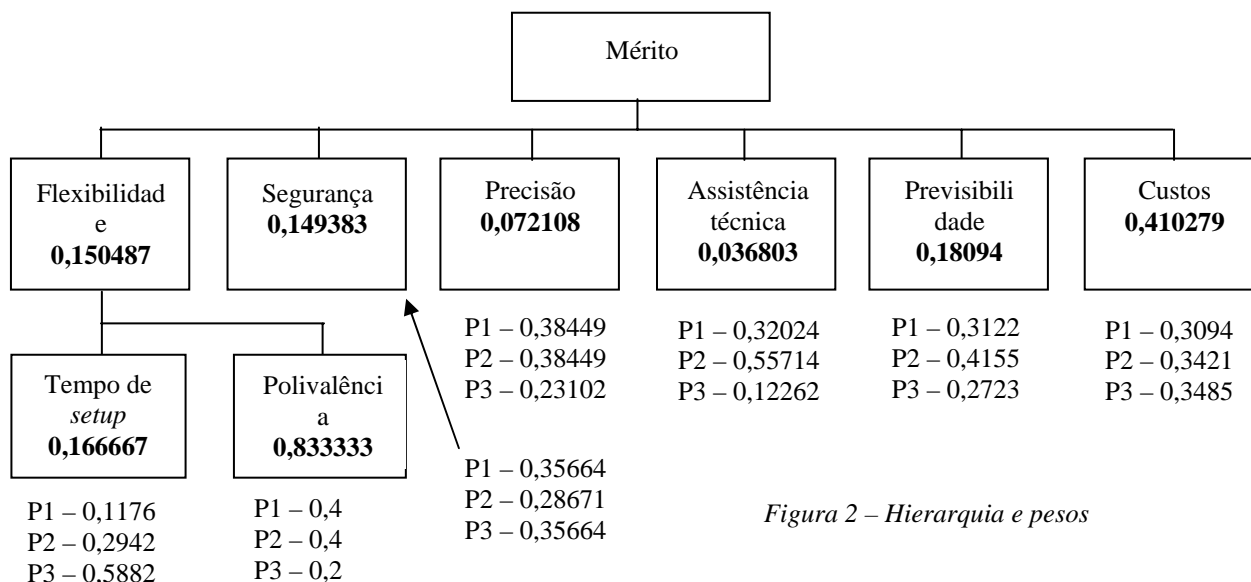 Mérito
Flexibilidad
e
0,150487
Segurança
0,149383
Precisão
0,072108
Assistência
técnica
0,036803
Previsibili
dade
0,18094
Custos
0,410279
P1 – 0,38449
P2 – 0,38449
P3 – 0,23102
P1 – 0,32024
P2 – 0,55714
P3 – 0,12262
P1 – 0,3122
P2 – 0,4155
P3 – 0,2723
P1 – 0,3094
P2 – 0,3421
P3 – 0,3485
Tempo de
setup
0,166667
Polivalênci
a
0,833333
P1 – 0,35664
P2 – 0,28671
P3 – 0,35664
P1 – 0,1176
P2 – 0,2942
P3 – 0,5882
P1 – 0,4
P2 – 0,4
P3 – 0,2
Figura 2 – Hierarquia e pesos